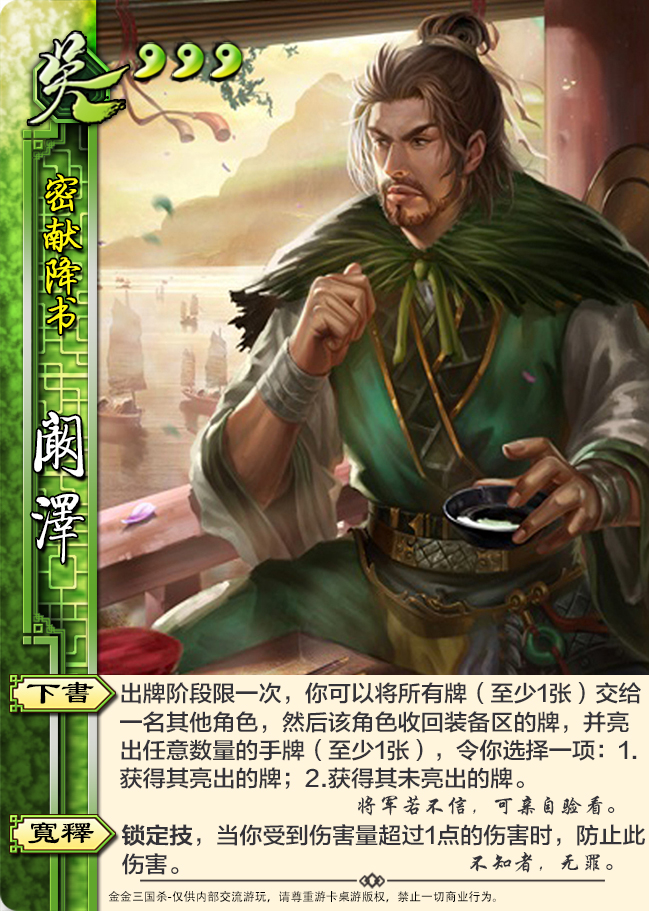 吴
密献降书
阚澤
下書
出牌阶段限一次，你可以将所有牌（至少1张）交给
一名其他角色，然后该角色收回装备区的牌，并亮
出任意数量的手牌（至少1张），令你选择一项：1.
获得其亮出的牌；2.获得其未亮出的牌。
将军若不信，可亲自验看。
寬釋
锁定技，当你受到伤害量超过1点的伤害时，防止此
伤害。
不知者，无罪。
金金三国杀-仅供内部交流游玩，请尊重游卡桌游版权，禁止一切商业行为。